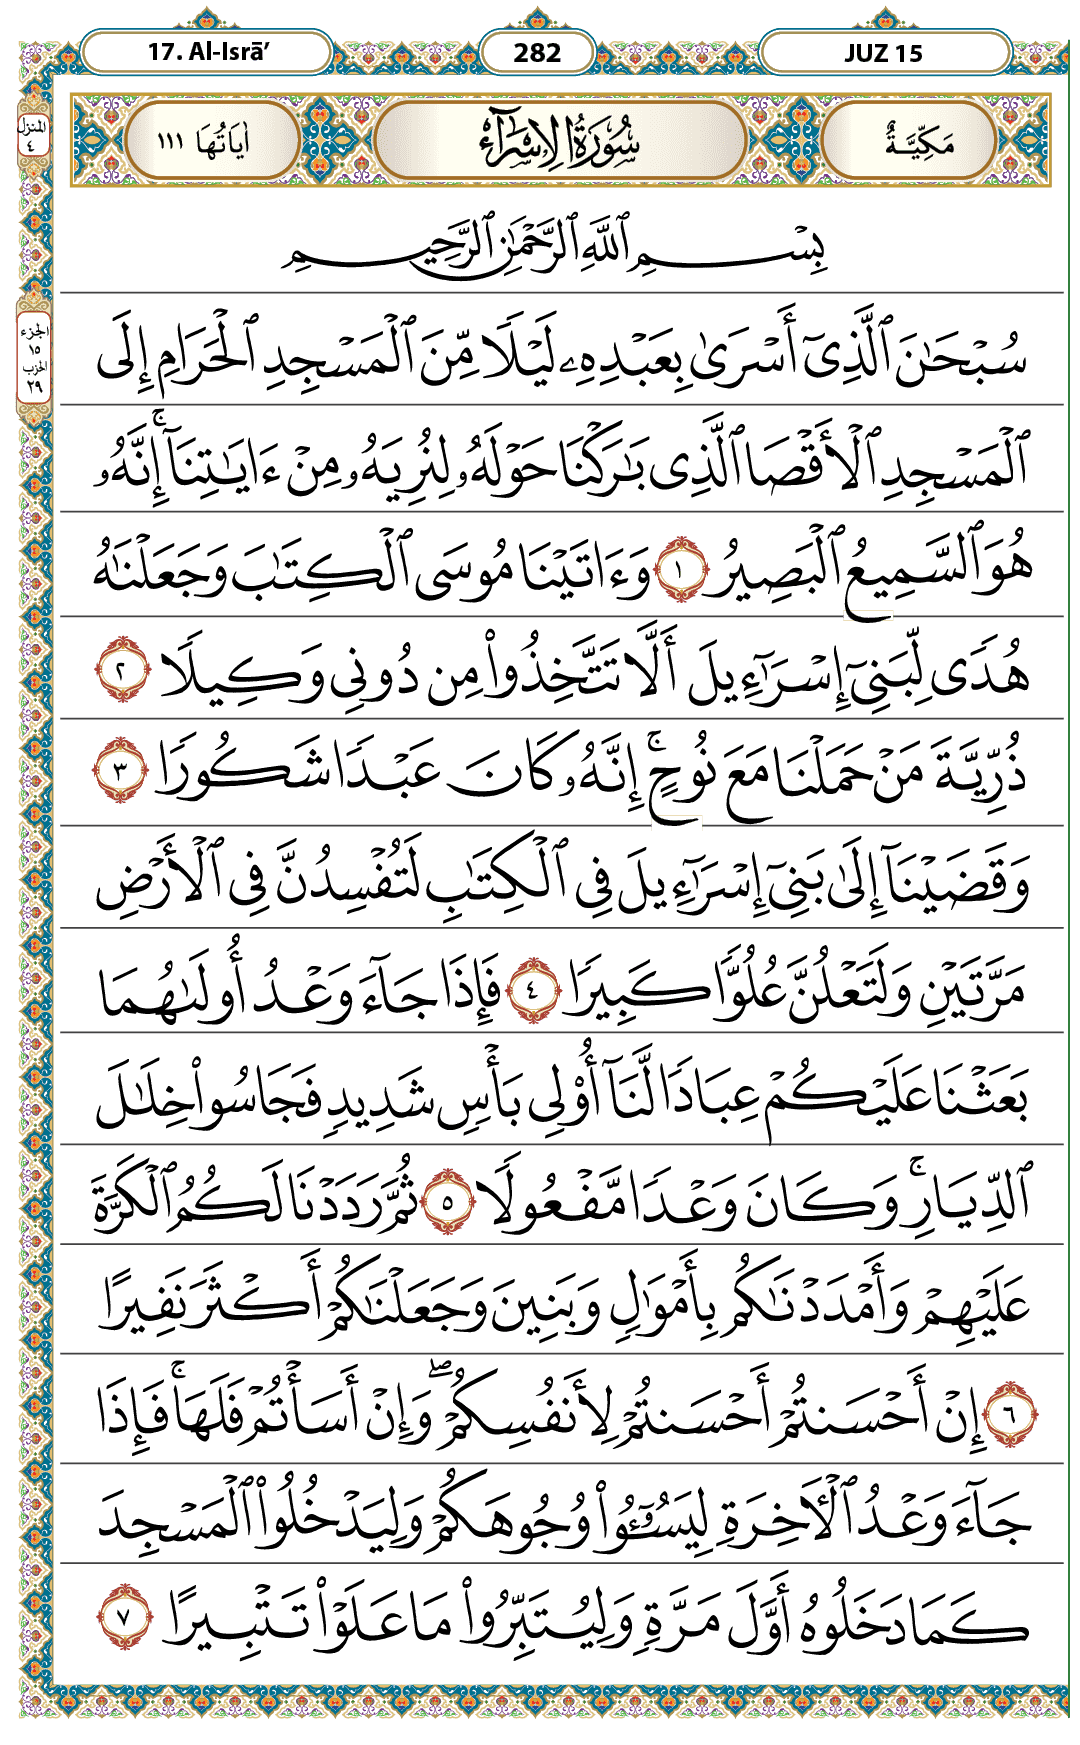 17. Al-Isrā’
282
JUZ 15
مَكِّيَّةٌ
سُورَةُ الْإِسْرَاءِ
اٰيَاتُهَا ١١١
المنزل
٤
بِسْمِ ٱللَّهِ ٱلرَّحْمَٰنِ ٱلرَّحِيمِ
الجزء
١٥
الحزب
٢٩
سُبْحَٰنَ ٱلَّذِىٓ أَسْرَىٰ بِعَبْدِهِۦ لَيْلًا مِّنَ ٱلْمَسْجِدِ ٱلْحَرَامِ إِلَى
ٱلْمَسْجِدِ ٱلْأَقْصَا ٱلَّذِى بَٰرَكْنَا حَوْلَهُۥ لِنُرِيَهُۥ مِنْ ءَايَٰتِنَآ ۚ إِنَّهُۥ
هُوَ ٱلسَّمِيعُ ٱلْبَصِيرُ ١ وَءَاتَيْنَا مُوسَى ٱلْكِتَٰبَ وَجَعَلْنَٰهُ
هُدًى لِّبَنِىٓ إِسْرَٰٓءِيلَ أَلَّا تَتَّخِذُوا۟ مِن دُونِى وَكِيلًا ٢
ذُرِّيَّةَ مَنْ حَمَلْنَا مَعَ نُوحٍ ۚ إِنَّهُۥ كَانَ عَبْدًا شَكُورًا ٣
وَقَضَيْنَآ إِلَىٰ بَنِىٓ إِسْرَٰٓءِيلَ فِى ٱلْكِتَٰبِ لَتُفْسِدُنَّ فِى ٱلْأَرْضِ
مَرَّتَيْنِ وَلَتَعْلُنَّ عُلُوًّا كَبِيرًا ٤ فَإِذَا جَآءَ وَعْدُ أُولَىٰهُمَا
بَعَثْنَا عَلَيْكُمْ عِبَادًا لَّنَآ أُو۟لِى بَأْسٍ شَدِيدٍ فَجَاسُوا۟ خِلَٰلَ
ٱلدِّيَارِ ۚ وَكَانَ وَعْدًا مَّفْعُولًا ٥ ثُمَّ رَدَدْنَا لَكُمُ ٱلْكَرَّةَ
عَلَيْهِمْ وَأَمْدَدْنَٰكُم بِأَمْوَٰلٍ وَبَنِينَ وَجَعَلْنَٰكُمْ أَكْثَرَ نَفِيرًا
٦ إِنْ أَحْسَنتُمْ أَحْسَنتُمْ لِأَنفُسِكُمْ ۖ وَإِنْ أَسَأْتُمْ فَلَهَا ۚ فَإِذَا
جَآءَ وَعْدُ ٱلْءَاخِرَةِ لِيَسُۥٓـُٔوا۟ وُجُوهَكُمْ وَلِيَدْخُلُوا۟ ٱلْمَسْجِدَ
كَمَا دَخَلُوهُ أَوَّلَ مَرَّةٍ وَلِيُتَبِّرُوا۟ مَا عَلَوْا۟ تَتْبِيرًا ٧